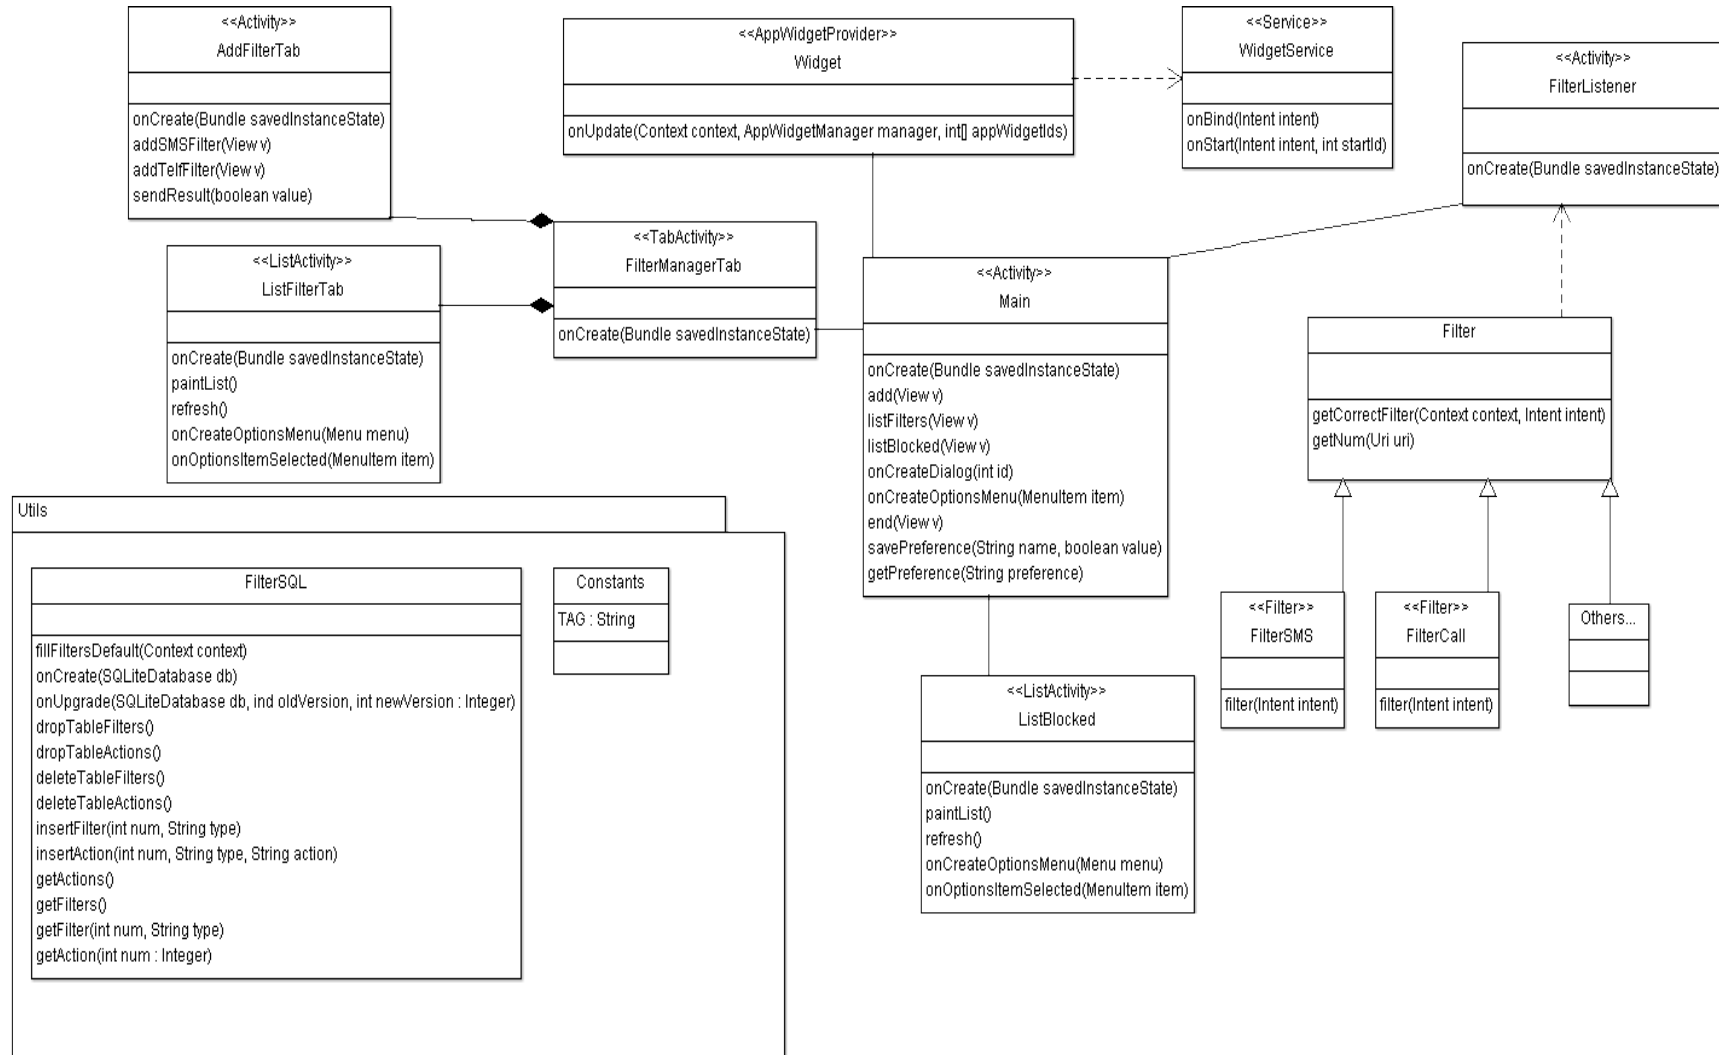 <<Activity>>
AddFilterTab
onCreate(Bundle savedInstanceState)
addSMSFilter(View v)
addTelfFilter(View v)
sendResult(boolean value)
<<AppWidgetProvider>>
Widget
onUpdate(Context context, AppWidgetManager manager, int[] appWidgetIds)
<<Service>>
WidgetService
onBind(Intent intent)
onStart(Intent intent, int startId)
<<Activity>>
FilterListener
onCreate(Bundle savedInstanceState)
<<ListActivity>>
ListFilterTab
onCreate(Bundle savedInstanceState)
paintList()
refresh()
onCreateOptionsMenu(Menu menu)
onOptionsItemSelected(MenuItem item)
<<TabActivity>>
FilterManagerTab
onCreate(Bundle savedInstanceState)
<<Activity>>
Main
onCreate(Bundle savedInstanceState)
add(View v)
listFilters(View v)
listBlocked(View v)
onCreateDialog(int id)
onCreateOptionsMenu(MenuItem item)
end(View v)
savePreference(String name, boolean value)
getPreference(String preference)
Filter
getCorrectFilter(Context context, Intent intent)
getNum(Uri uri)
<<Filter>>
FilterSMS
filter(Intent intent)
<<Filter>>
FilterCall
filter(Intent intent)
Others...
Utils
FilterSQL
fillFiltersDefault(Context context)
onCreate(SQLiteDatabase db)
onUpgrade(SQLiteDatabase db, ind oldVersion, int newVersion : Integer)
dropTableFilters()
dropTableActions()
deleteTableFilters()
deleteTableActions()
insertFilter(int num, String type)
insertAction(int num, String type, String action)
getActions()
getFilters()
getFilter(int num, String type)
getAction(int num : Integer)
Constants
TAG : String
<<ListActivity>>
ListBlocked
onCreate(Bundle savedInstanceState)
paintList()
refresh()
onCreateOptionsMenu(Menu menu)
onOptionsItemSelected(MenuItem item)